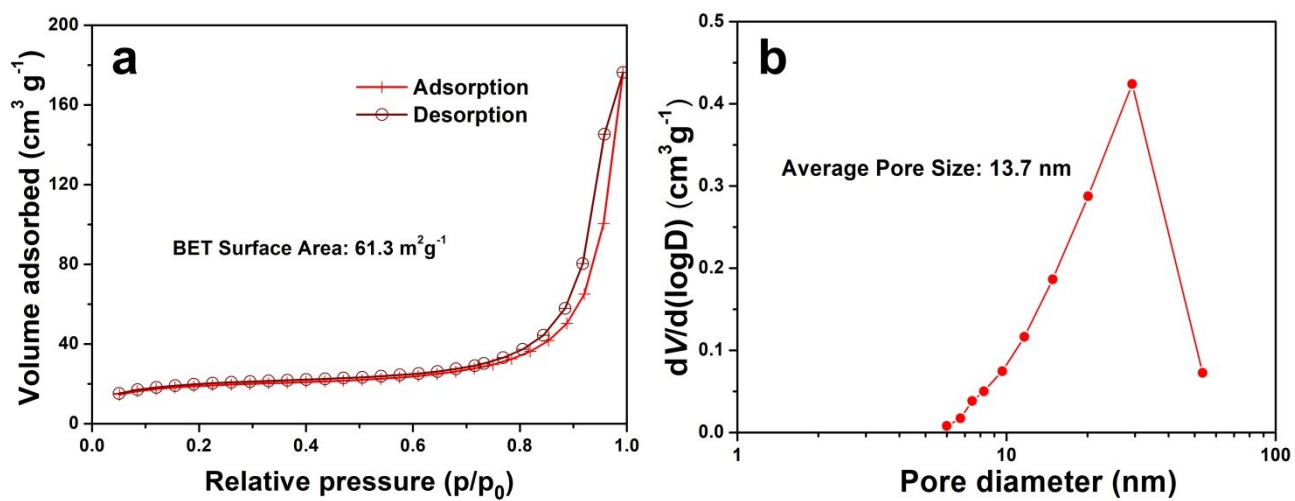 a
Adsorption
Desorption
BET Surface Area: 61.3 m²g⁻¹
Volume adsorbed (cm³ g⁻¹)
200
160
120
80
40
0
0.0 0.2 0.4 0.6 0.8 1.0
Relative pressure (p/p₀)
b
Average Pore Size: 13.7 nm
dV/d(logD) (cm³g⁻¹)
0.5
0.4
0.3
0.2
0.1
0.0
1 10 100
Pore diameter (nm)